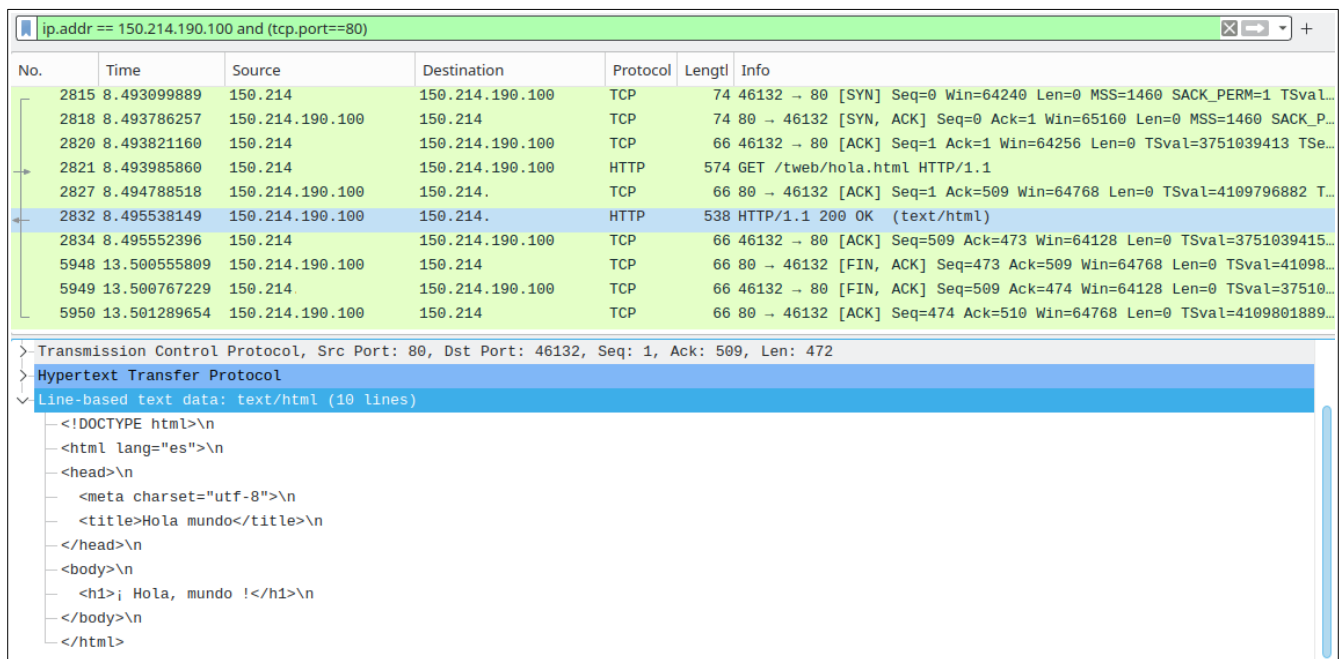 ip.addr == 150.214.190.100 and (tcp.port==80)
No. Time Source Destination Protocol Lengtl Info
2815 8.493099889 150.214 150.214.190.100 TCP 74 46132 → 80 [SYN] Seq=0 Win=64240 Len=0 MSS=1460 SACK_PERM=1 TSval…
2818 8.493786257 150.214.190.100 150.214 TCP 74 80 → 46132 [SYN, ACK] Seq=0 Ack=1 Win=65160 Len=0 MSS=1460 SACK_P…
2820 8.493821160 150.214 150.214.190.100 TCP 66 46132 → 80 [ACK] Seq=1 Ack=1 Win=64256 Len=0 TSval=3751039413 TSe…
2821 8.493985860 150.214 150.214.190.100 HTTP 574 GET /tweb/hola.html HTTP/1.1
2827 8.494788518 150.214.190.100 150.214. TCP 66 80 → 46132 [ACK] Seq=1 Ack=509 Win=64768 Len=0 TSval=4109796882 T…
2832 8.495538149 150.214.190.100 150.214. HTTP 538 HTTP/1.1 200 OK (text/html)
2834 8.495552396 150.214 150.214.190.100 TCP 66 46132 → 80 [ACK] Seq=509 Ack=473 Win=64128 Len=0 TSval=3751039415…
5948 13.500555809 150.214.190.100 150.214 TCP 66 80 → 46132 [FIN, ACK] Seq=473 Ack=509 Win=64768 Len=0 TSval=41098…
5949 13.500767229 150.214. 150.214.190.100 TCP 66 46132 → 80 [FIN, ACK] Seq=509 Ack=474 Win=64128 Len=0 TSval=37510…
5950 13.501289654 150.214.190.100 150.214 TCP 66 80 → 46132 [ACK] Seq=474 Ack=510 Win=64768 Len=0 TSval=4109801889…
Transmission Control Protocol, Src Port: 80, Dst Port: 46132, Seq: 1, Ack: 509, Len: 472
Hypertext Transfer Protocol
Line-based text data: text/html (10 lines)
<!DOCTYPE html>\n
<html lang="es">\n
<head>\n
<meta charset="utf-8">\n
<title>Hola mundo</title>\n
</head>\n
<body>\n
<h1>¡ Hola, mundo !</h1>\n
</body>\n
</html>